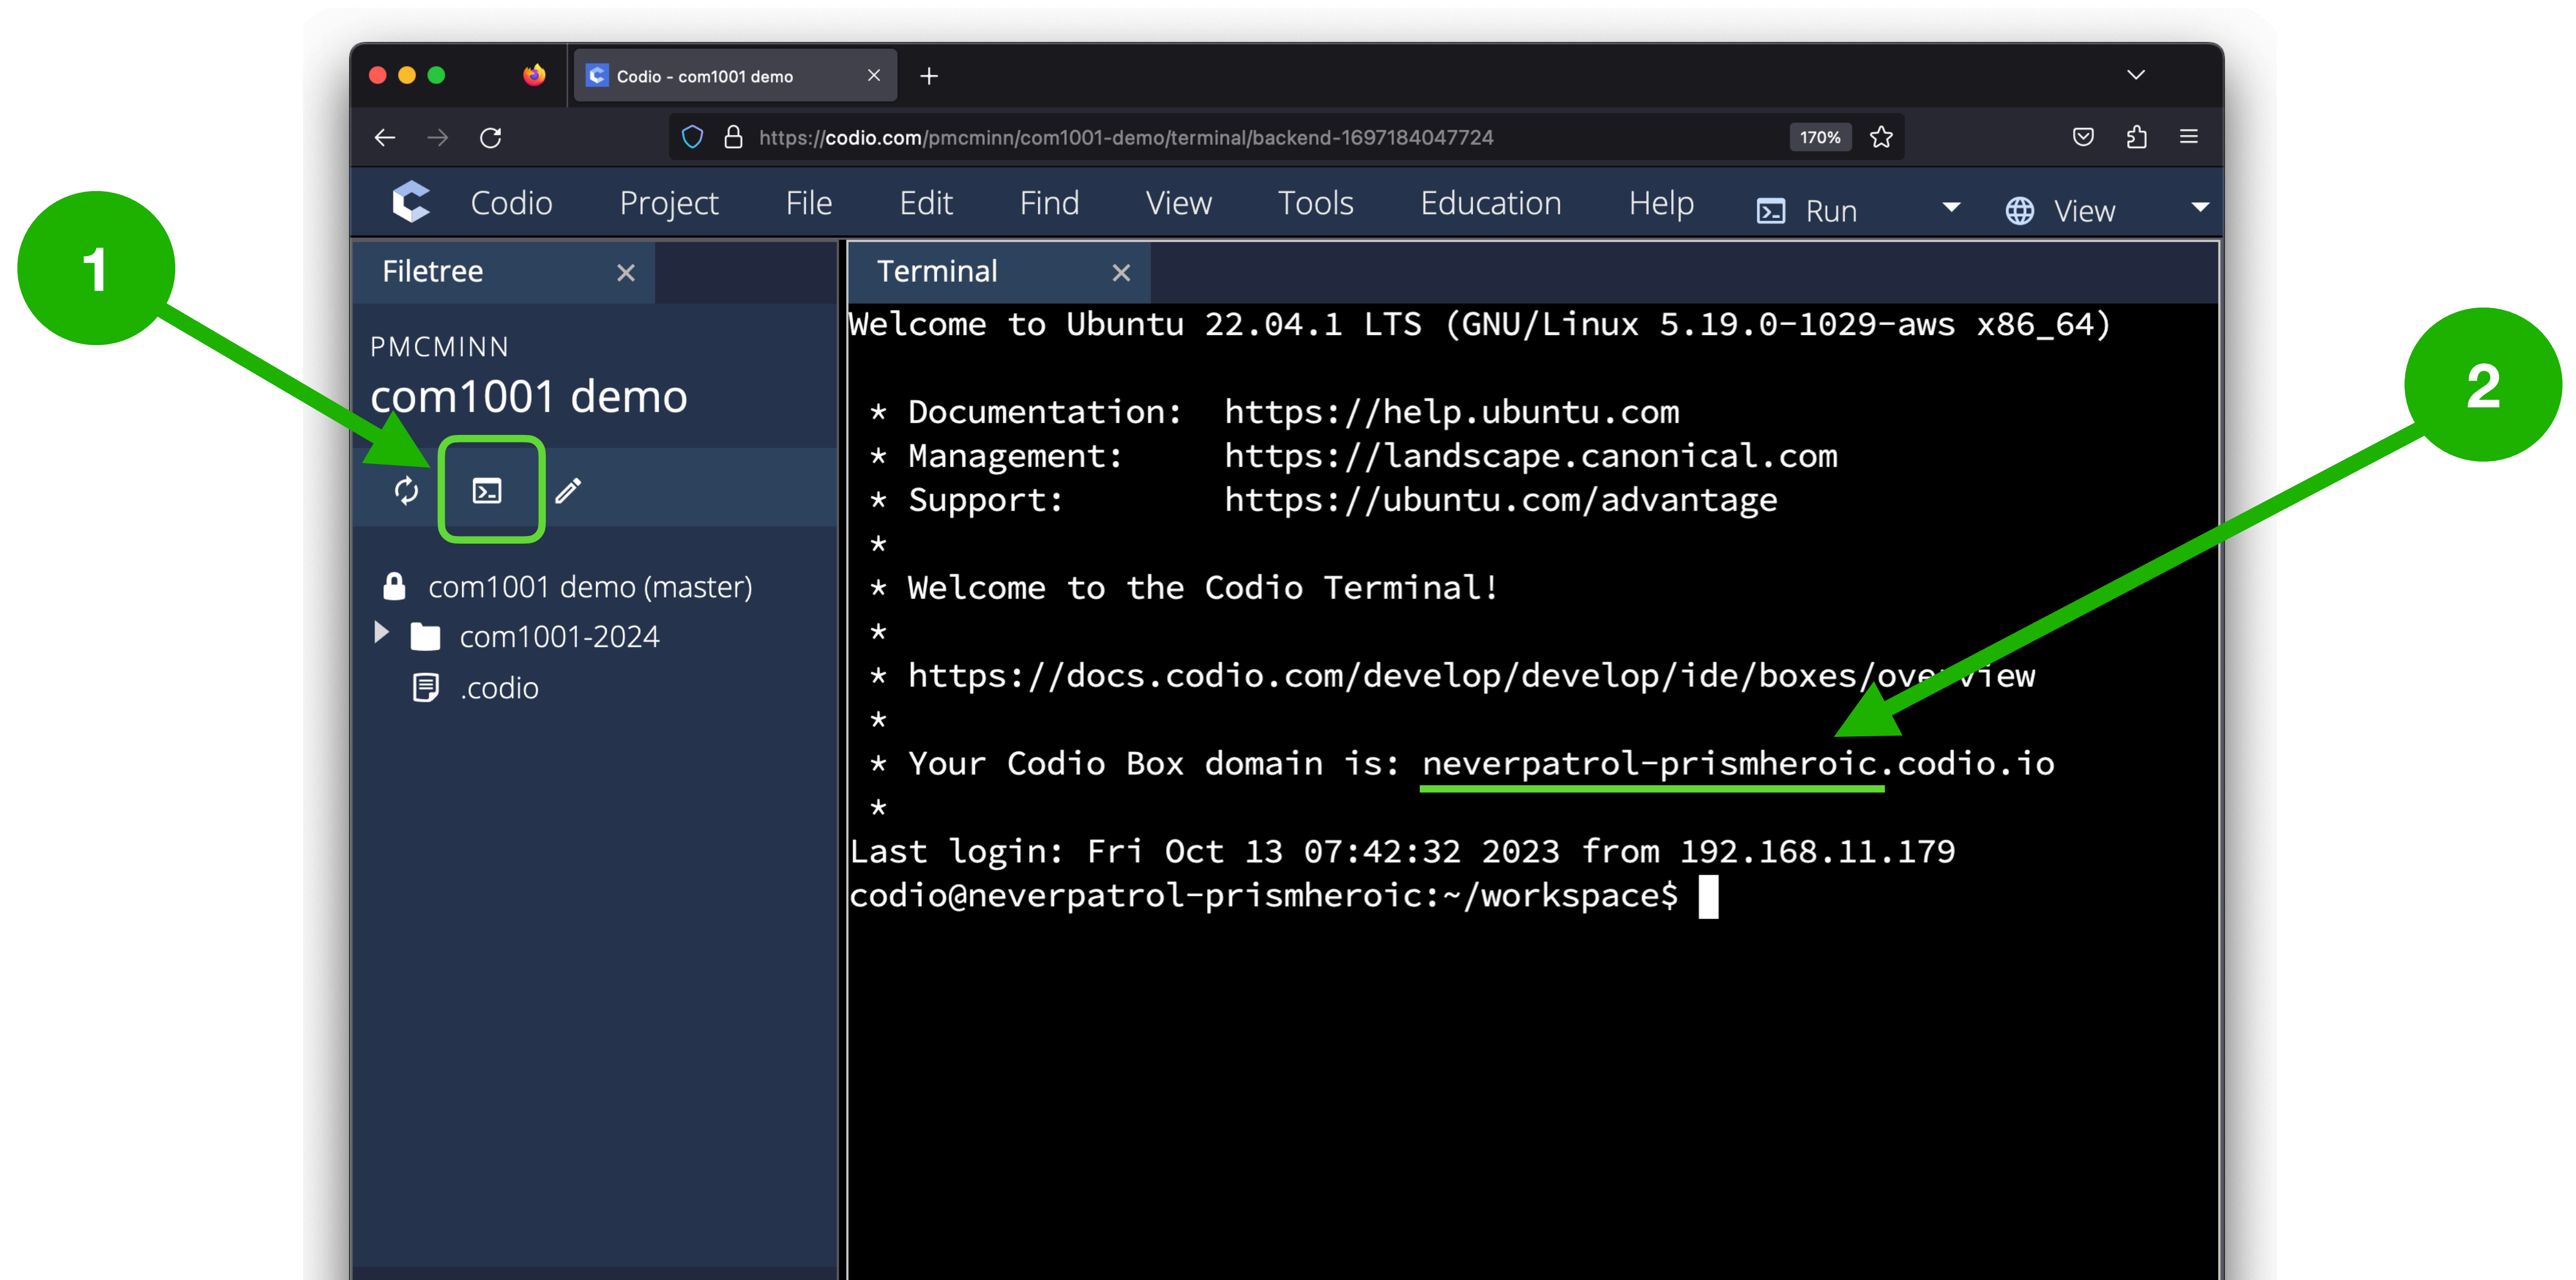 Codio - com1001 demo
https://codio.com/pmcminn/com1001-demo/terminal/backend-1697184047724
170%
Codio Project File Edit Find View Tools Education Help Run View
1
Filetree
Terminal
PMCMINN
com1001 demo
com1001 demo (master)
com1001-2024
.codio
Welcome to Ubuntu 22.04.1 LTS (GNU/Linux 5.19.0-1029-aws x86_64)
* Documentation: https://help.ubuntu.com
* Management: https://landscape.canonical.com
* Support: https://ubuntu.com/advantage
*
* Welcome to the Codio Terminal!
*
* https://docs.codio.com/develop/develop/ide/boxes/overview
*
* Your Codio Box domain is: neverpatrol-prismheroic.codio.io
*
Last login: Fri Oct 13 07:42:32 2023 from 192.168.11.179
codio@neverpatrol-prismheroic:~/workspace$
2